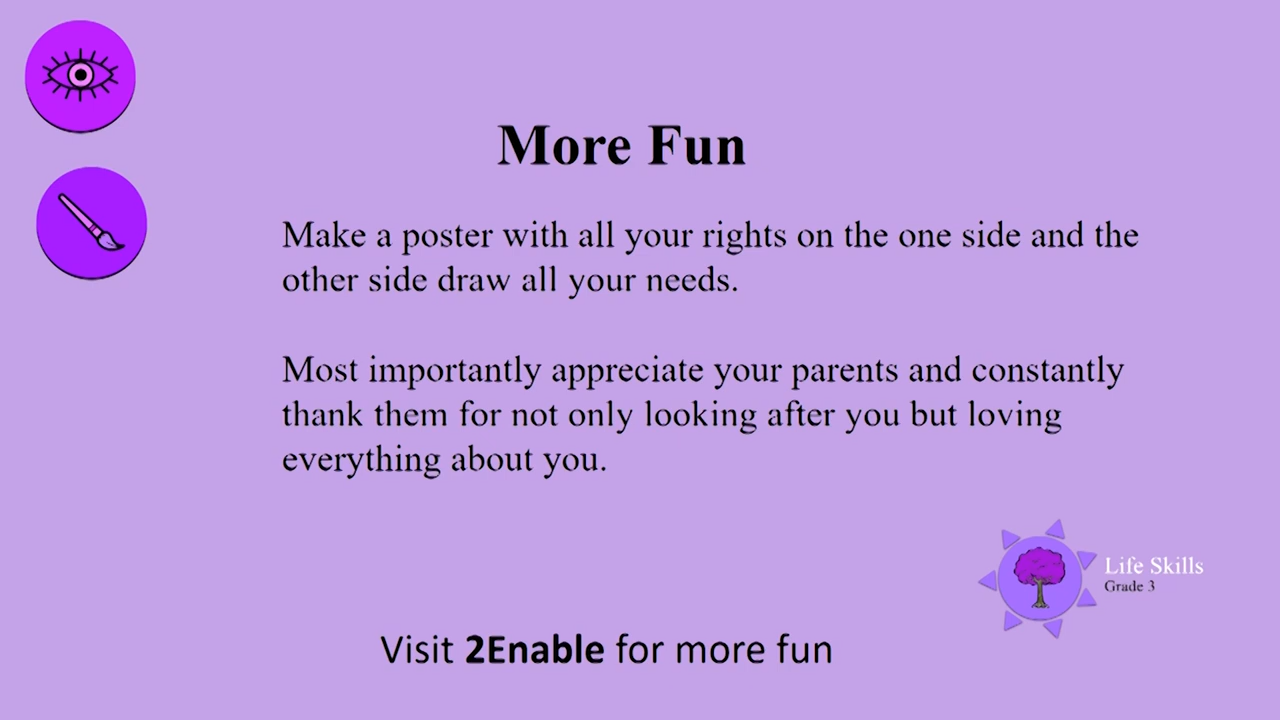 More Fun
Make a poster with all your rights on the one side and the
other side draw all your needs.
Most importantly appreciate your parents and constantly
thank them for not only looking after you but loving
everything about you.
Life Skills
Grade 3
Visit 2Enable for more fun